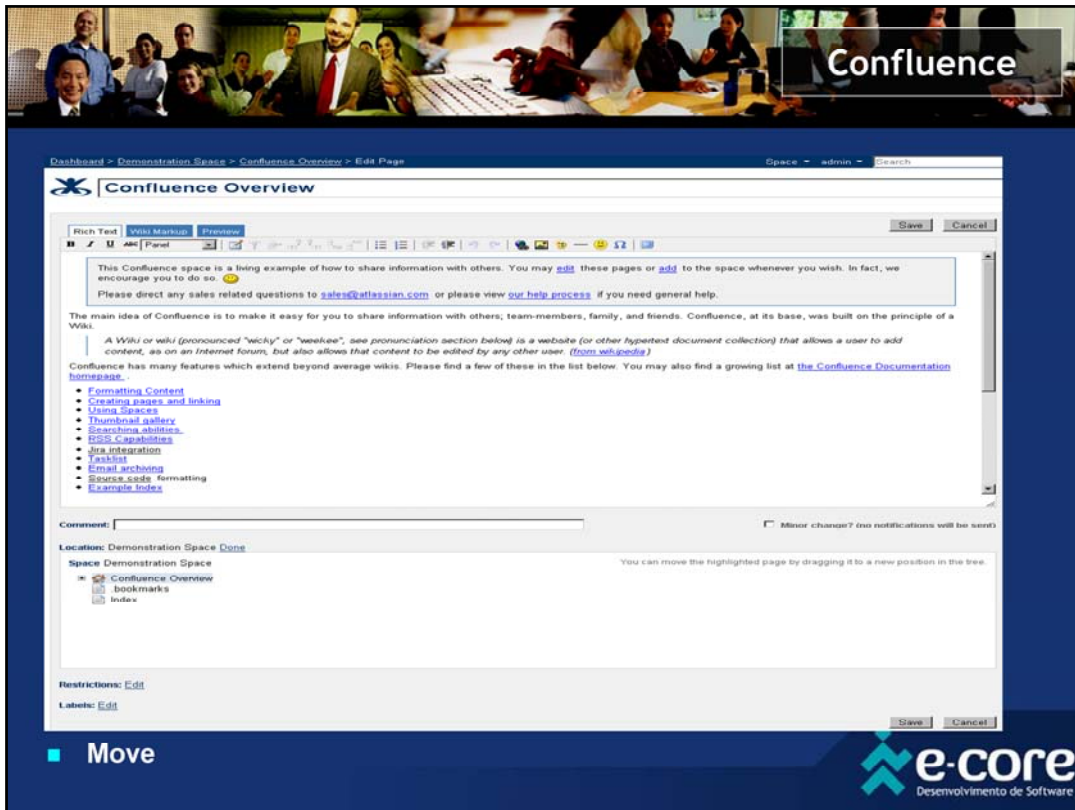 Confluence
Dashboard > Demonstration Space > Confluence Overview > Edit Page
Space admin Search
Confluence Overview
Rich Text Wiki Markup Preview
Save Cancel
B I U ABC Panel
This Confluence space is a living example of how to share information with others. You may edit these pages or add to the space whenever you wish. In fact, we
encourage you to do so.
Please direct any sales related questions to sales@atlassian.com or please view our help process if you need general help.
The main idea of Confluence is to make it easy for you to share information with others; team-members, family, and friends. Confluence, at its base, was built on the principle of a
Wiki.
A Wiki or wiki (pronounced "wicky" or "weekee", see pronunciation section below) is a website (or other hypertext document collection) that allows a user to add
content, as on an Internet forum, but also allows that content to be edited by any other user. (from wikipedia)
Confluence has many features which extend beyond average wikis. Please find a few of these in the list below. You may also find a growing list at the Confluence Documentation
homepage .
Formatting Content
Creating pages and linking
Using Spaces
Thumbnail gallery
Searching abilities
RSS Capabilities
Jira integration
Tasklist
Email archiving
Source code formatting
Example Index
Comment:
Minor change? (no notifications will be sent)
Location: Demonstration Space Done
Space Demonstration Space
You can move the highlighted page by dragging it to a new position in the tree.
Confluence Overview
.bookmarks
Index
Restrictions: Edit
Labels: Edit
Save Cancel
Move
e-core
Desenvolvimento de Software